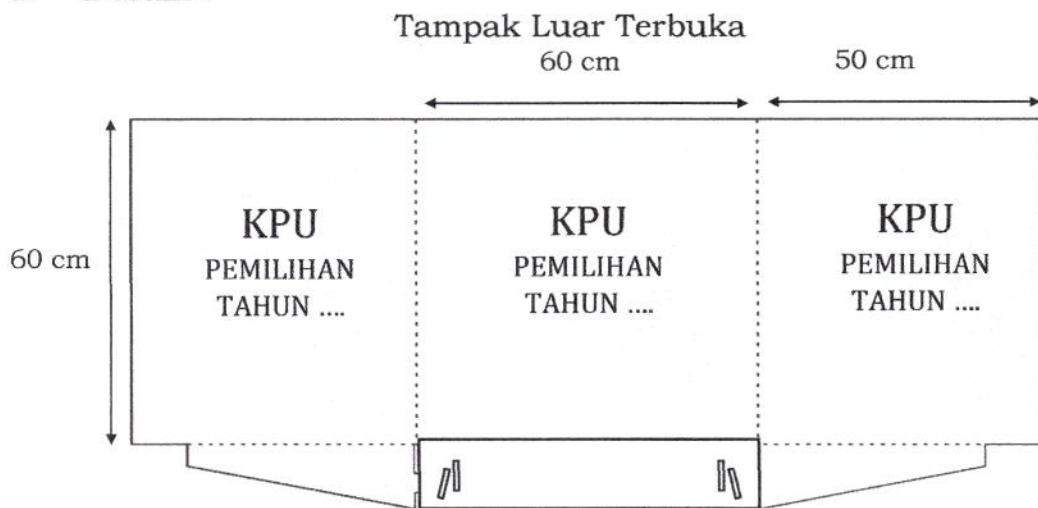 Tampak Luar Terbuka
60 cm
50 cm
60 cm
KPU
PEMILIHAN
TAHUN ....
KPU
PEMILIHAN
TAHUN ....
KPU
PEMILIHAN
TAHUN ....